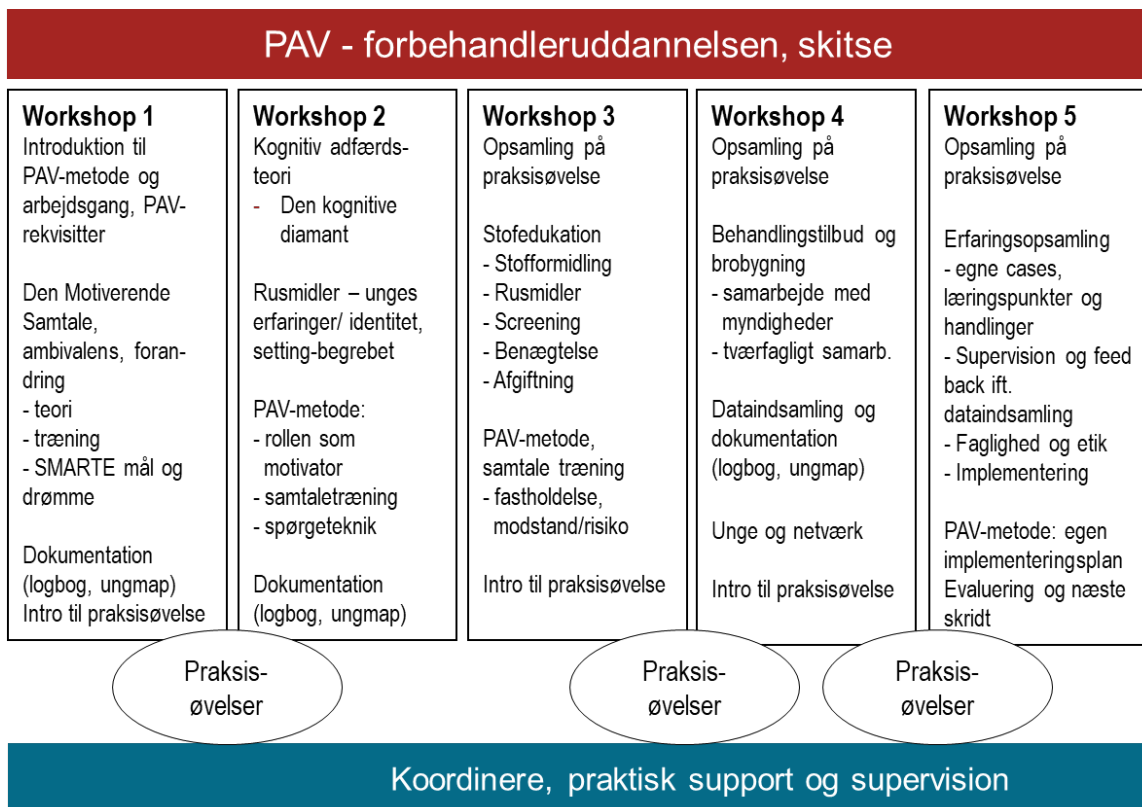 PAV - forbehandleruddannelsen, skitse
Workshop 1
Introduktion til
PAV-metode og
arbejdsgang, PAV-
rekvisitter
Den Motiverende
Samtale,
ambivalens, foran-
dring
- teori
- træning
- SMARTE mål og
drømme
Dokumentation
(logbog, ungmap)
Intro til praksisøvelse
Workshop 2
Kognitiv adfærds-
teori
- Den kognitive
diamant
Rusmidler – unges
erfaringer/ identitet,
setting-begrebet
PAV-metode:
- rollen som
motivator
- samtaletræning
- spørgeteknik
Dokumentation
(logbog, ungmap)
Workshop 3
Opsamling på
praksisøvelse
Stofedukation
- Stofformidling
- Rusmidler
- Screening
- Benægtelse
- Afgiftning
PAV-metode,
samtale træning
- fastholdelse,
modstand/risiko
Intro til praksisøvelse
Workshop 4
Opsamling på
praksisøvelse
Behandlingstilbud og
brobygning
- samarbejde med
myndigheder
- tværfagligt samarb.
Dataindsamling og
dokumentation
(logbog, ungmap)
Unge og netværk
Intro til praksisøvelse
Workshop 5
Opsamling på
praksisøvelse
Erfaringsopsamling
- egne cases,
læringspunkter og
handlinger
- Supervision og feed
back ift.
dataindsamling
- Faglighed og etik
- Implementering
PAV-metode: egen
implementeringsplan
Evaluering og næste
skridt
Praksis-
øvelser
Praksis-
øvelser
Praksis-
øvelser
Koordinere, praktisk support og supervision